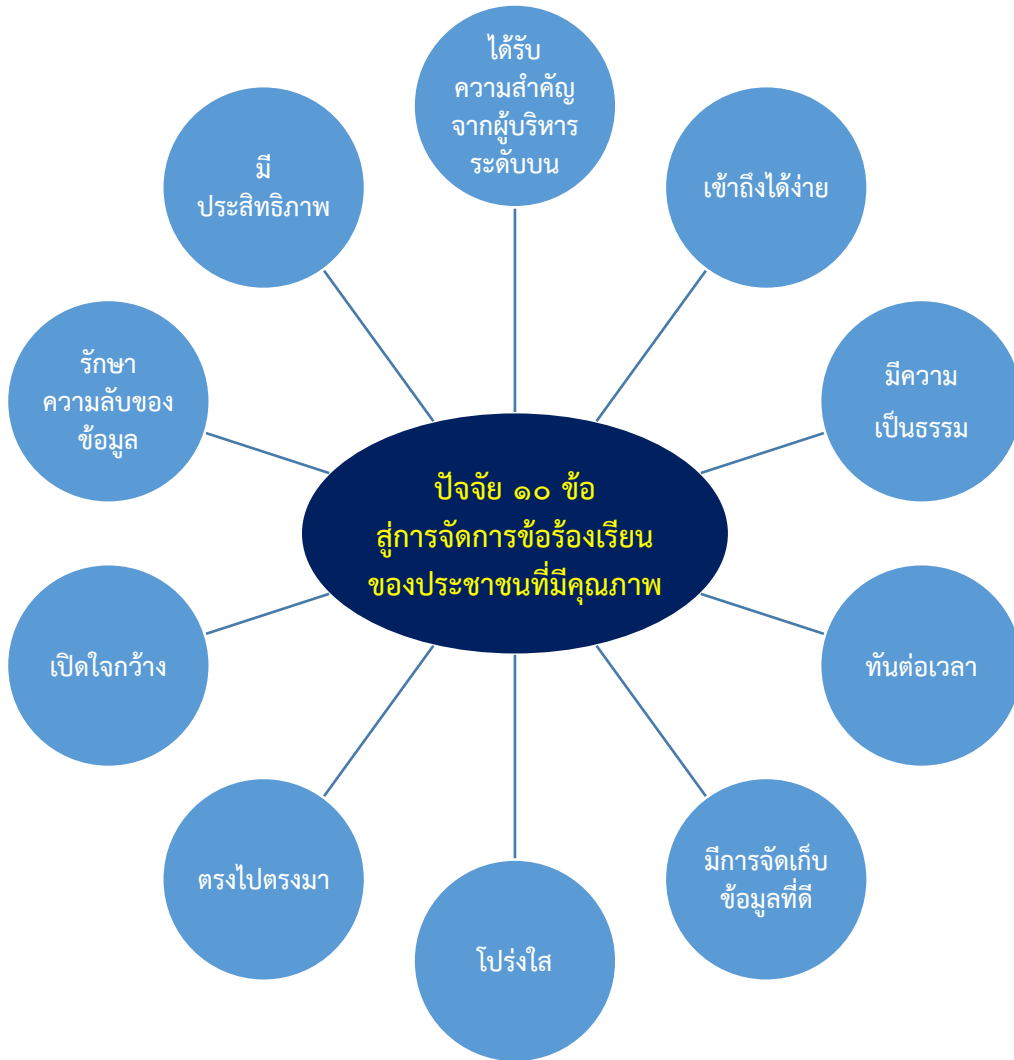 ได้รับ
ความสำคัญ
จากผู้บริหาร
ระดับบน
เข้าถึงได้ง่าย
มีความ
เป็นธรรม
ทันต่อเวลา
มีการจัดเก็บ
ข้อมูลที่ดี
โปร่งใส
ตรงไปตรงมา
เปิดใจกว้าง
รักษา
ความลับของ
ข้อมูล
มี
ประสิทธิภาพ
ปัจจัย ๑๐ ข้อ
สู่การจัดการข้อร้องเรียน
ของประชาชนที่มีคุณภาพ